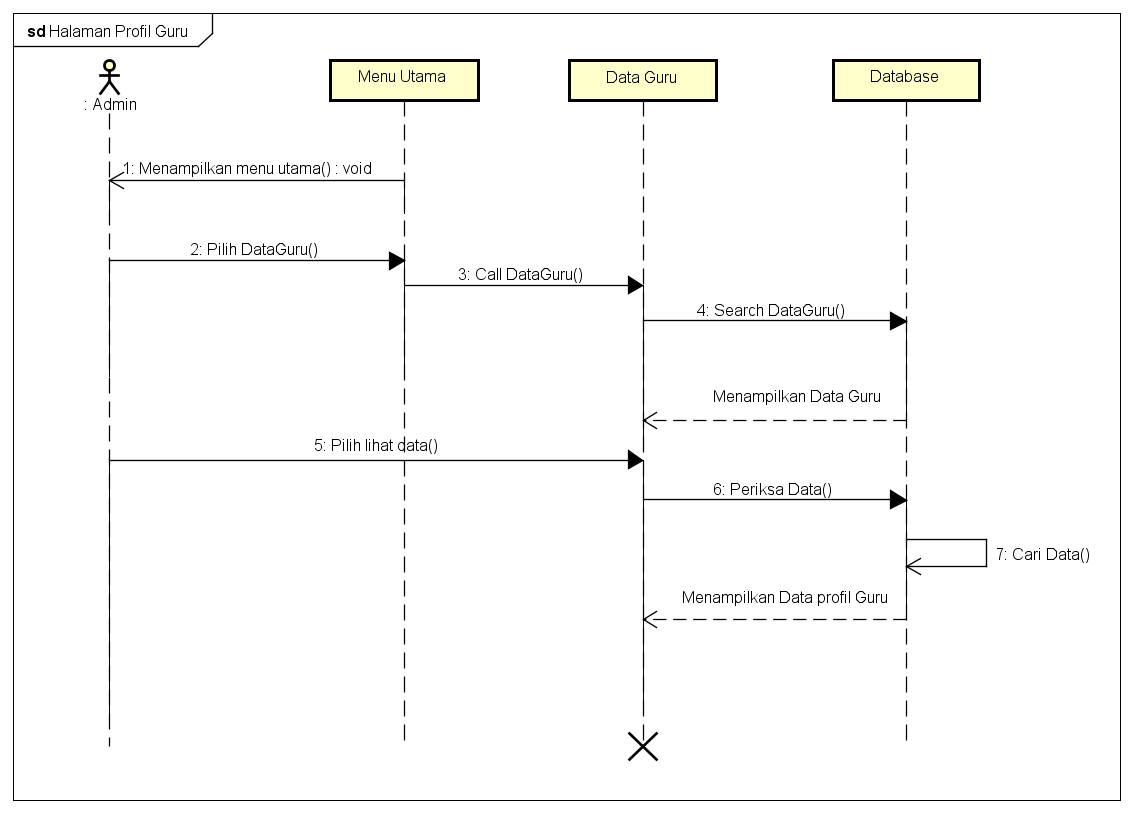 sd Halaman Profil Guru
: Admin
Menu Utama
Data Guru
Database
1: Menampilkan menu utama() : void
2: Pilih DataGuru()
3: Call DataGuru()
4: Search DataGuru()
Menampilkan Data Guru
5: Pilih lihat data()
6: Periksa Data()
7: Cari Data()
Menampilkan Data profil Guru